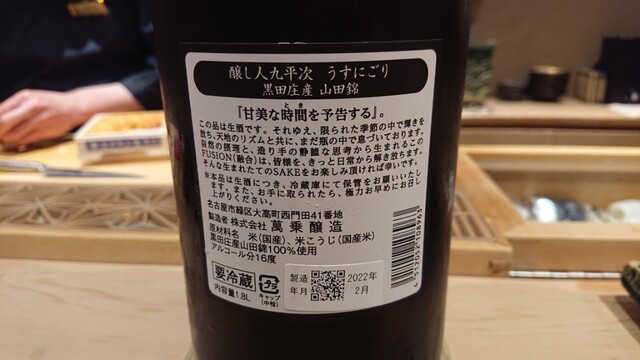 醸し人九平次 うすにごり
黒田庄産 山田錦
『甘美な時間を予告する』。
とき
この品は生酒です。それゆえ、限られた季節の中で輝きを
放ち、天地のリズムと共に、まだ瓶の中で息づいております。
自然の摂理と、造り手の静謐な思考から生まれるこの
FUSION(融合)は、皆様を、きっと日常から解き放ちます。
そんな生まれたてのSAKEをお楽しみ頂ければ幸いです。
※本品は生酒につき、冷蔵庫にて保管をお願いいたし
ます。また、お手に取られたら、極力お早めにお召し
上がりください。
名古屋市緑区大高町西門田41番地
製造者 株式会社 萬乗醸造
原材料名 米(国産)、米こうじ(国産米)
黒田庄産山田錦100%使用
アルコール分16度
要冷蔵
内容量1.8L
プラ
キャップ
(中栓)
製造
年月
2022年
2月